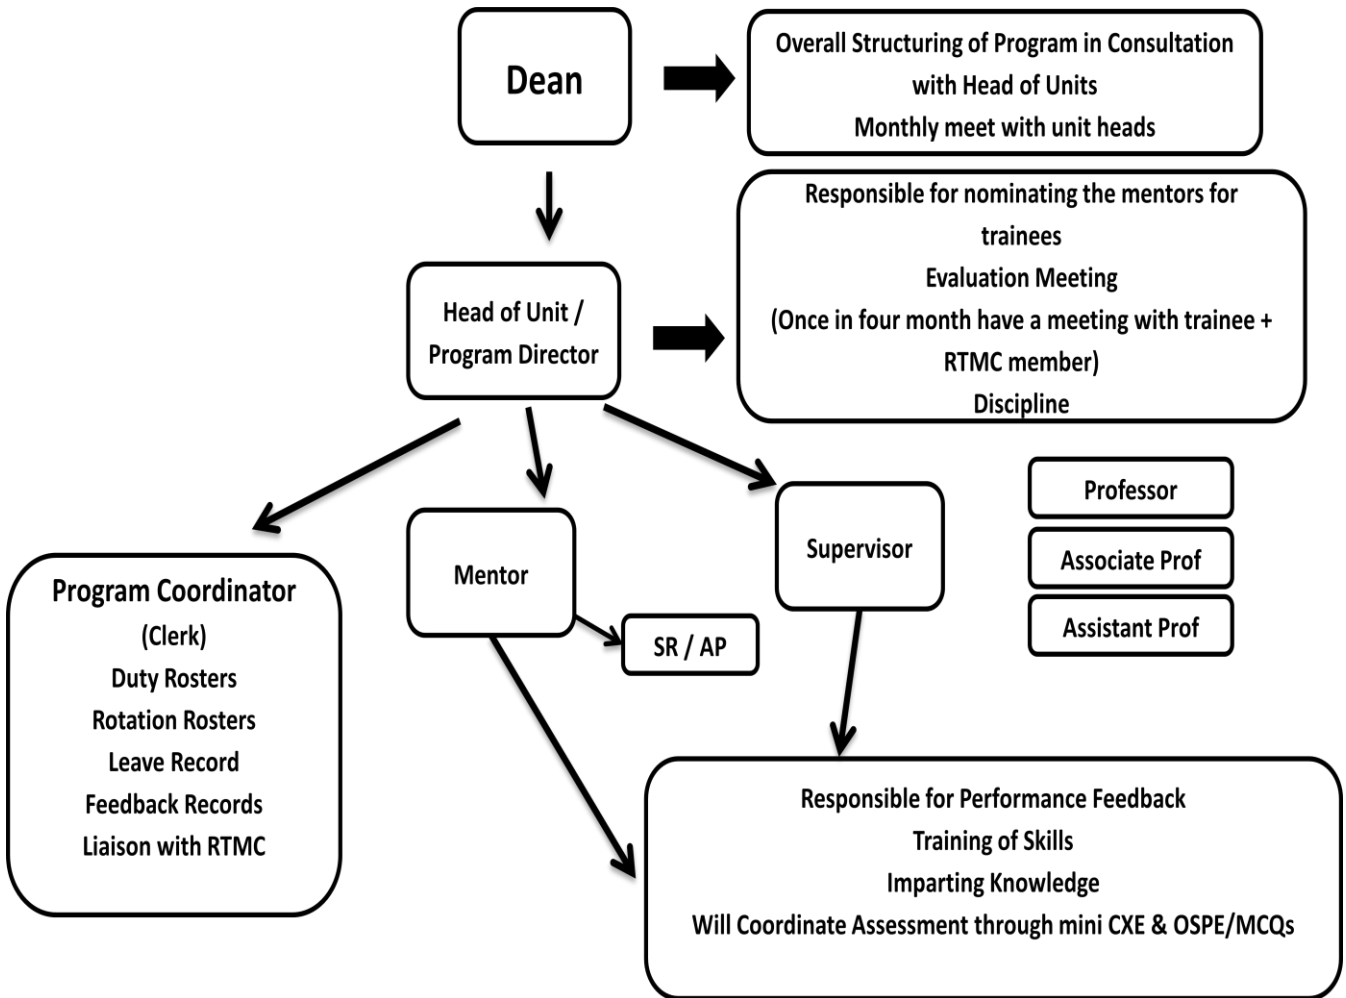 Dean
Overall Structuring of Program in Consultation
with Head of Units
Monthly meet with unit heads
Head of Unit /
Program Director
Responsible for nominating the mentors for
trainees
Evaluation Meeting
(Once in four month have a meeting with trainee +
RTMC member)
Discipline
Program Coordinator
(Clerk)
Duty Rosters
Rotation Rosters
Leave Record
Feedback Records
Liaison with RTMC
Mentor
SR / AP
Supervisor
Professor
Associate Prof
Assistant Prof
Responsible for Performance Feedback
Training of Skills
Imparting Knowledge
Will Coordinate Assessment through mini CXE & OSPE/MCQs